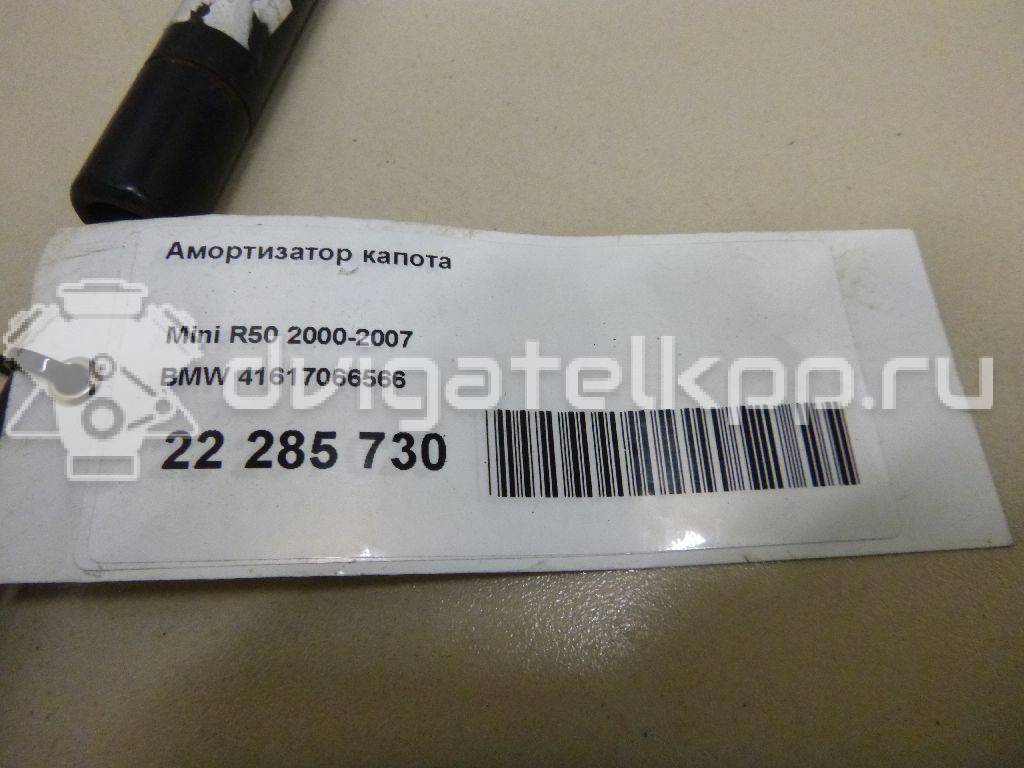 Амортизатор капота
Mini R50 2000-2007
BMW 41617066566
22 285 730
dvigatelkpp.ru